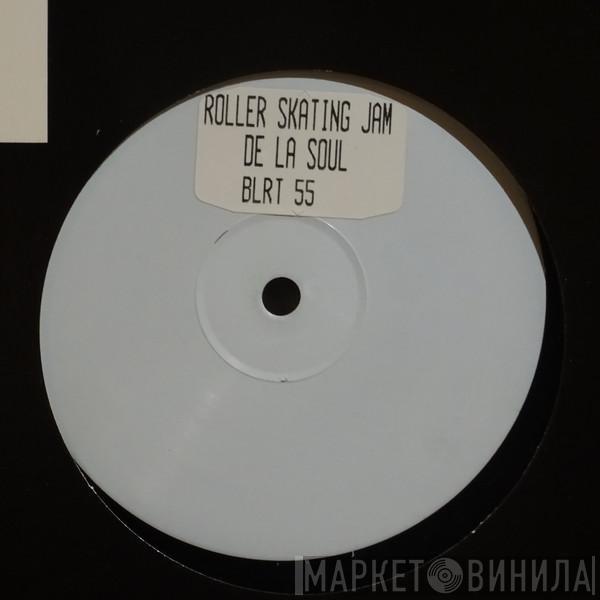 ROLLER SKATING JAM
DE LA SOUL
BLRT 55
МАРКЕТ ВИНИЛА